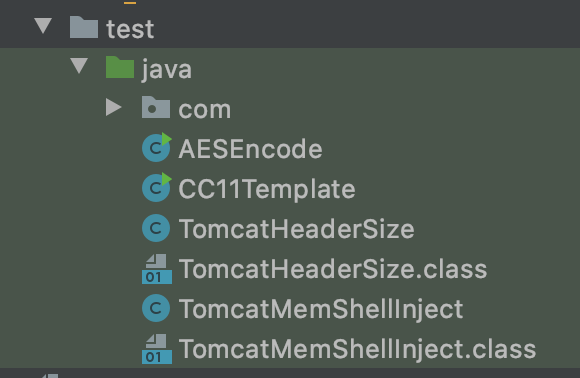 test
java
com
AESEncode
CC11Template
TomcatHeaderSize
TomcatHeaderSize.class
TomcatMemShellInject
TomcatMemShellInject.class